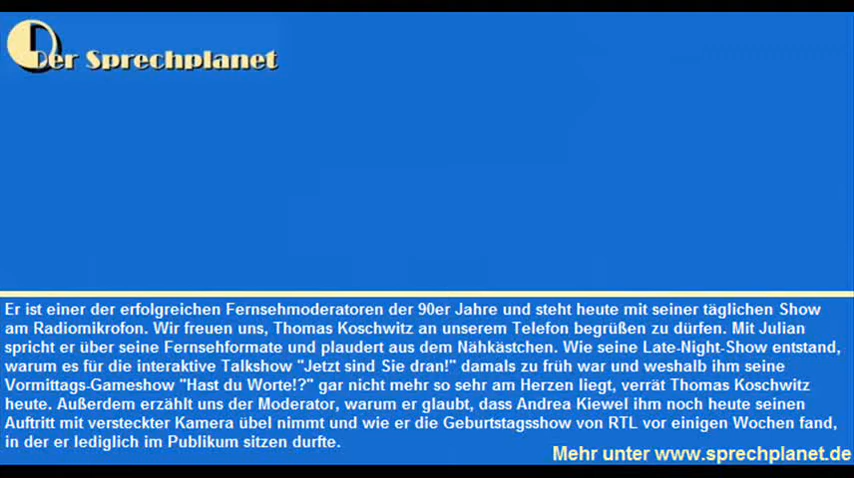 Der Sprechplanet
Er ist einer der erfolgreichen Fernsehmoderatoren der 90er Jahre und steht heute mit seiner täglichen Show
am Radiomikrofon. Wir freuen uns, Thomas Koschwitz an unserem Telefon begrüßen zu dürfen. Mit Julian
spricht er über seine Fernsehformate und plaudert aus dem Nähkästchen. Wie seine Late-Night-Show entstand,
warum es für die interaktive Talkshow "Jetzt sind Sie dran!" damals zu früh war und weshalb ihm seine
Vormittags-Gameshow "Hast du Worte!?" gar nicht mehr so sehr am Herzen liegt, verrät Thomas Koschwitz
heute. Außerdem erzählt uns der Moderator, warum er glaubt, dass Andrea Kiewel ihm noch heute seinen
Auftritt mit versteckter Kamera übel nimmt und wie er die Geburtstagsshow von RTL vor einigen Wochen fand,
in der er lediglich im Publikum sitzen durfte.
Mehr unter www.sprechplanet.de